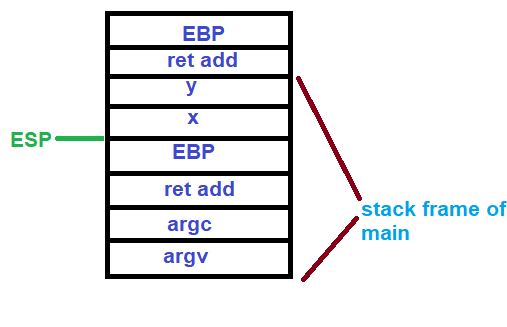 EBP
ret add
y
x
ESP
EBP
ret add
stack frame of
main
argc
argv